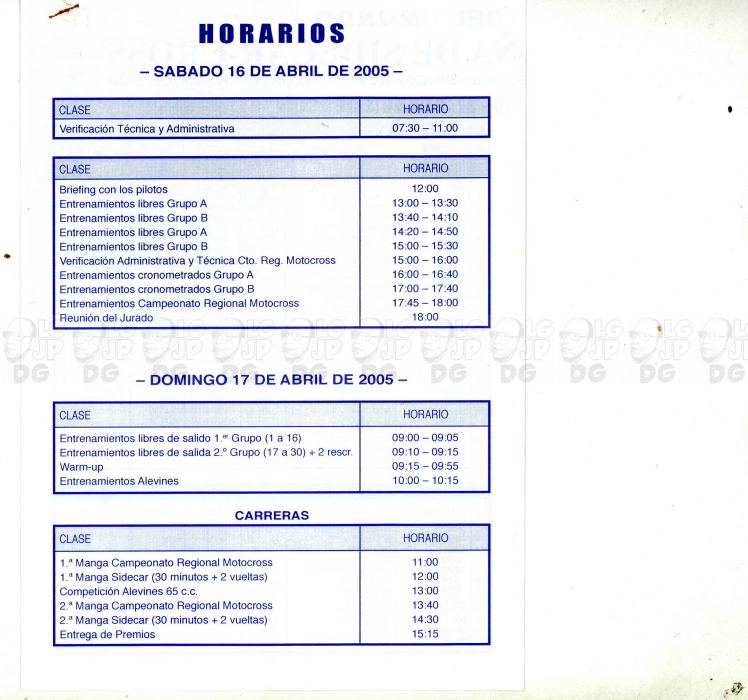 HORARIOS
– SABADO 16 DE ABRIL DE 2005 –
CLASE HORARIO
Verificación Técnica y Administrativa 07:30 – 11:00
CLASE HORARIO
Briefing con los pilotos 12:00
Entrenamientos libres Grupo A 13:00 – 13:30
Entrenamientos libres Grupo B 13:40 – 14:10
Entrenamientos libres Grupo A 14:20 – 14:50
Entrenamientos libres Grupo B 15:00 – 15:30
Verificación Administrativa y Técnica Cto. Reg. Motocross 15:00 – 16:00
Entrenamientos cronometrados Grupo A 16:00 – 16:40
Entrenamientos cronometrados Grupo B 17:00 – 17:40
Entrenamientos Campeonato Regional Motocross 17:45 – 18:00
Reunión del Jurado 18:00
LG JP DG
– DOMINGO 17 DE ABRIL DE 2005 –
CLASE HORARIO
Entrenamientos libres de salido 1.er Grupo (1 a 16) 09:00 – 09:05
Entrenamientos libres de salida 2.º Grupo (17 a 30) + 2 rescr. 09:10 – 09:15
Warm-up 09:15 – 09:55
Entrenamientos Alevines 10:00 – 10:15
CARRERAS
CLASE HORARIO
1.ª Manga Campeonato Regional Motocross 11:00
1.ª Manga Sidecar (30 minutos + 2 vueltas) 12:00
Competición Alevines 65 c.c. 13:00
2.ª Manga Campeonato Regional Motocross 13:40
2.ª Manga Sidecar (30 minutos + 2 vueltas) 14:30
Entrega de Premios 15:15